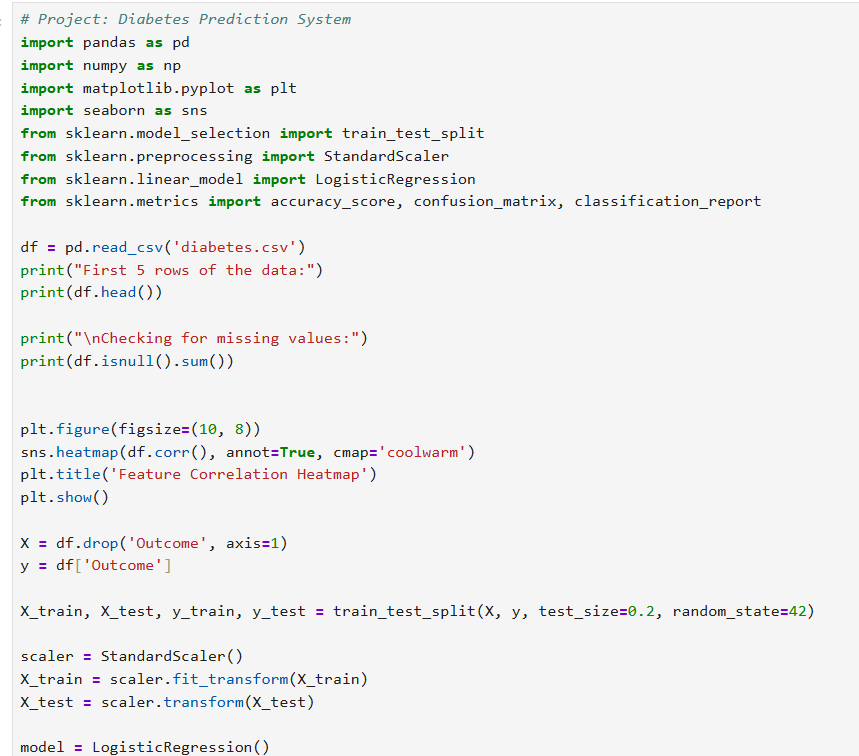 # Project: Diabetes Prediction System
import pandas as pd
import numpy as np
import matplotlib.pyplot as plt
import seaborn as sns
from sklearn.model_selection import train_test_split
from sklearn.preprocessing import StandardScaler
from sklearn.linear_model import LogisticRegression
from sklearn.metrics import accuracy_score, confusion_matrix, classification_report

df = pd.read_csv('diabetes.csv')
print("First 5 rows of the data:")
print(df.head())

print("\nChecking for missing values:")
print(df.isnull().sum())


plt.figure(figsize=(10, 8))
sns.heatmap(df.corr(), annot=True, cmap='coolwarm')
plt.title('Feature Correlation Heatmap')
plt.show()

X = df.drop('Outcome', axis=1)
y = df['Outcome']

X_train, X_test, y_train, y_test = train_test_split(X, y, test_size=0.2, random_state=42)

scaler = StandardScaler()
X_train = scaler.fit_transform(X_train)
X_test = scaler.transform(X_test)

model = LogisticRegression()